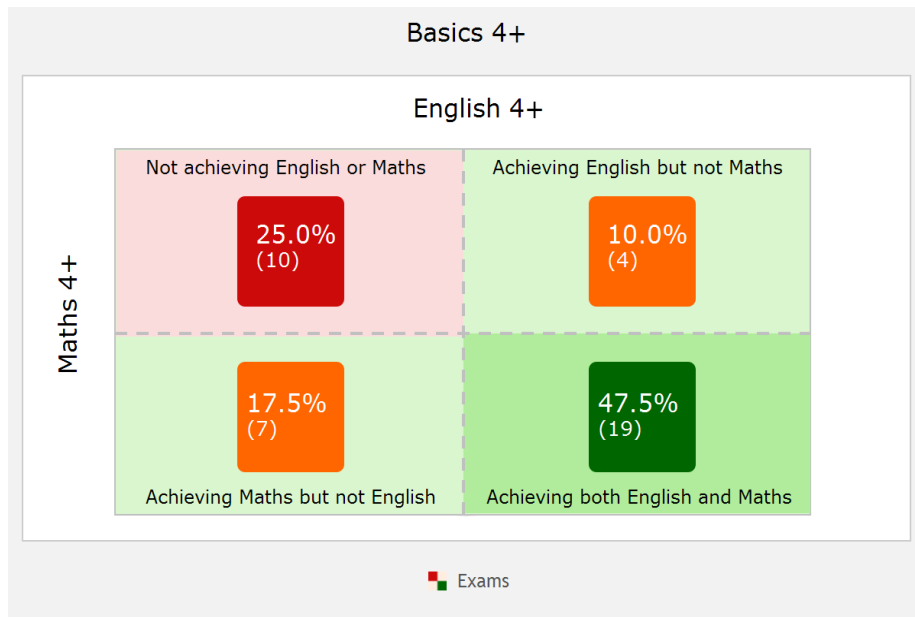 Basics 4+
English 4+
Maths 4+
Not achieving English or Maths
25.0%
(10)
Achieving English but not Maths
10.0%
(4)
17.5%
(7)
Achieving Maths but not English
47.5%
(19)
Achieving both English and Maths
Exams